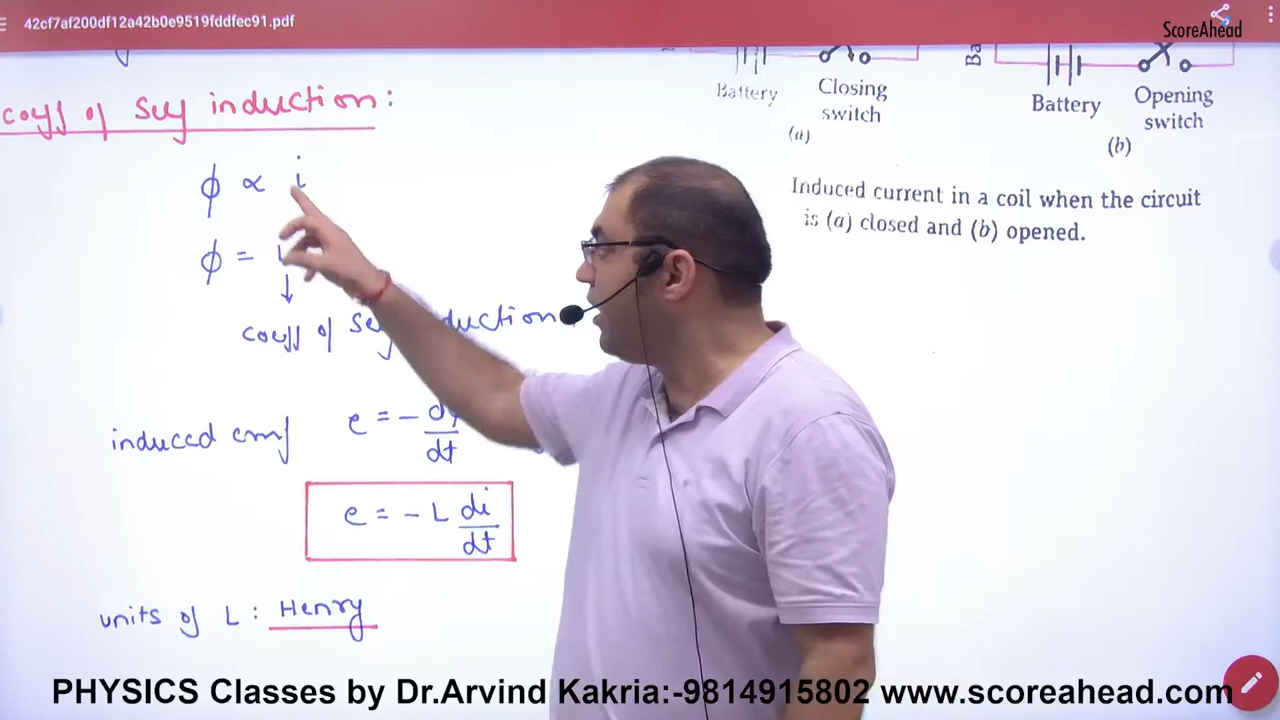 42cf7af200df12a42b0e9519fddfec91.pdf
ScoreAhead
Battery
Closing
switch
(a)
Ba
Battery
Opening
switch
(b)
Induced current in a coil when the circuit
is (a) closed and (b) opened.
coeff of self induction:
ϕ ∝ i
ϕ =
coeff of
induced emf e = - dt
e = - L di/dt
units of L : Henry
PHYSICS Classes by Dr.Arvind Kakria:-9814915802 www.scoreahead.com